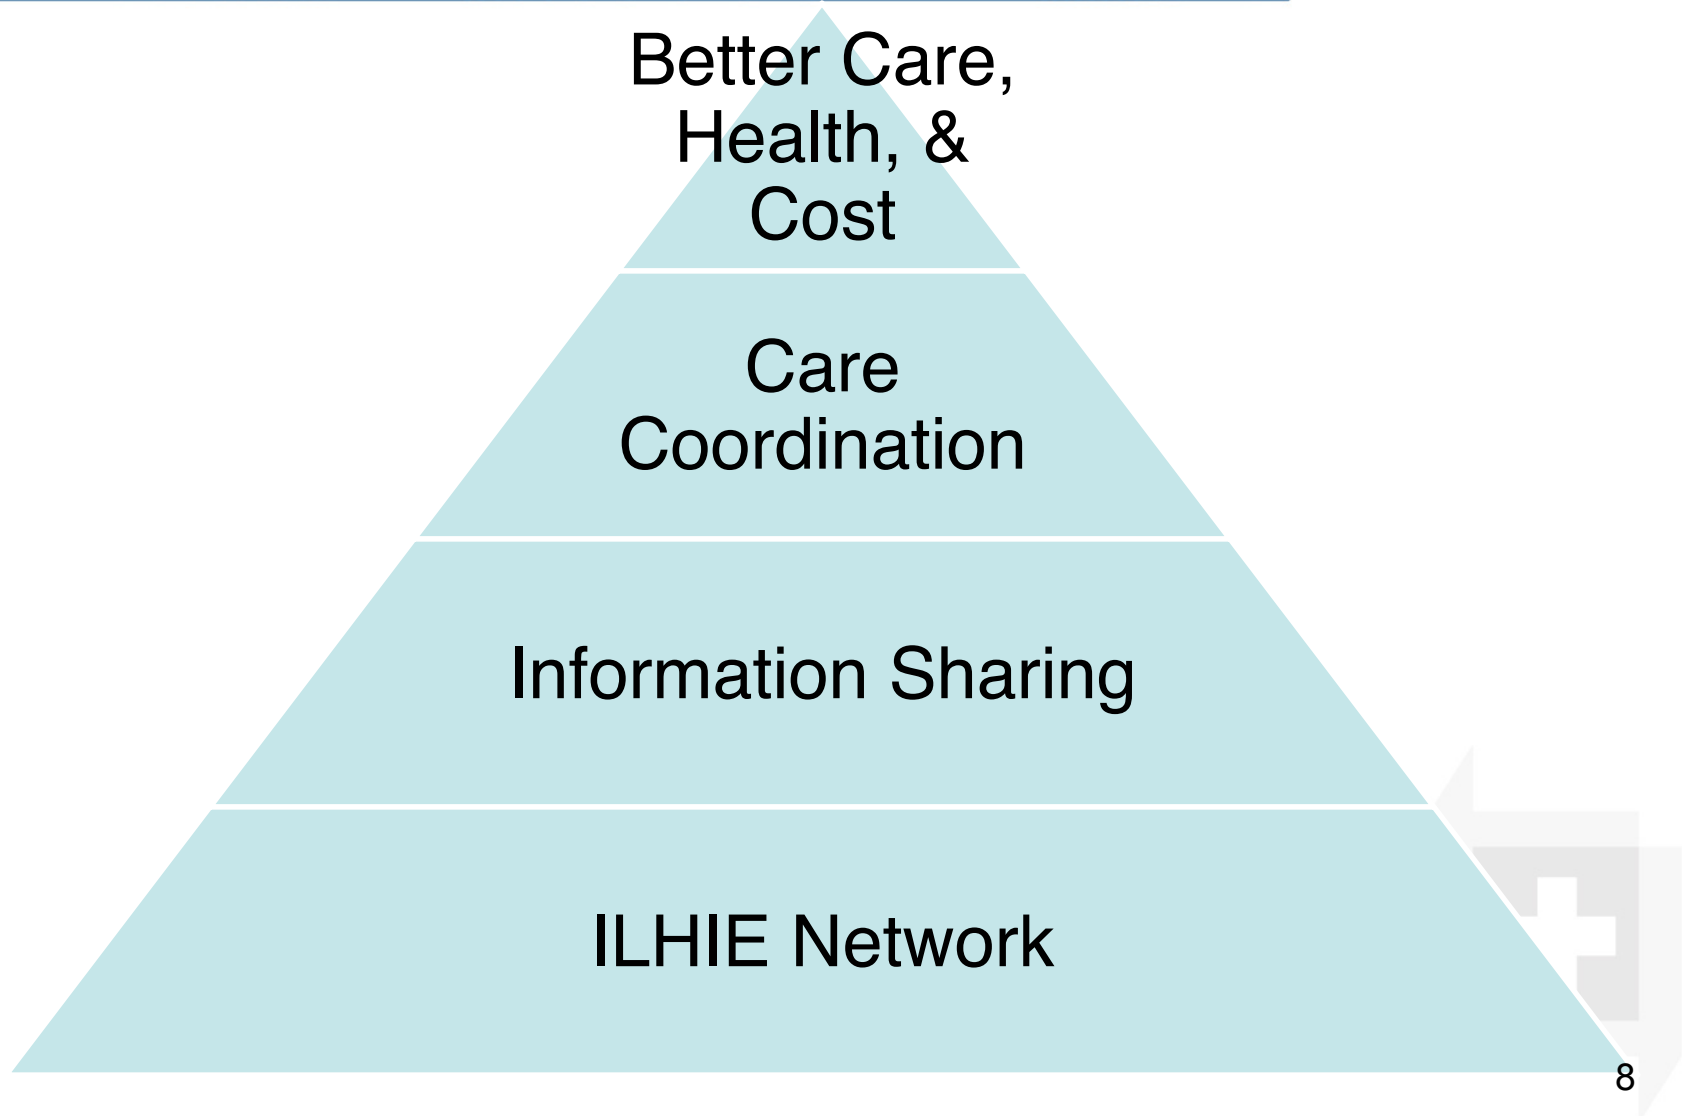 Better Care,
Health, &
Cost
Care
Coordination
Information Sharing
ILHIE Network
8